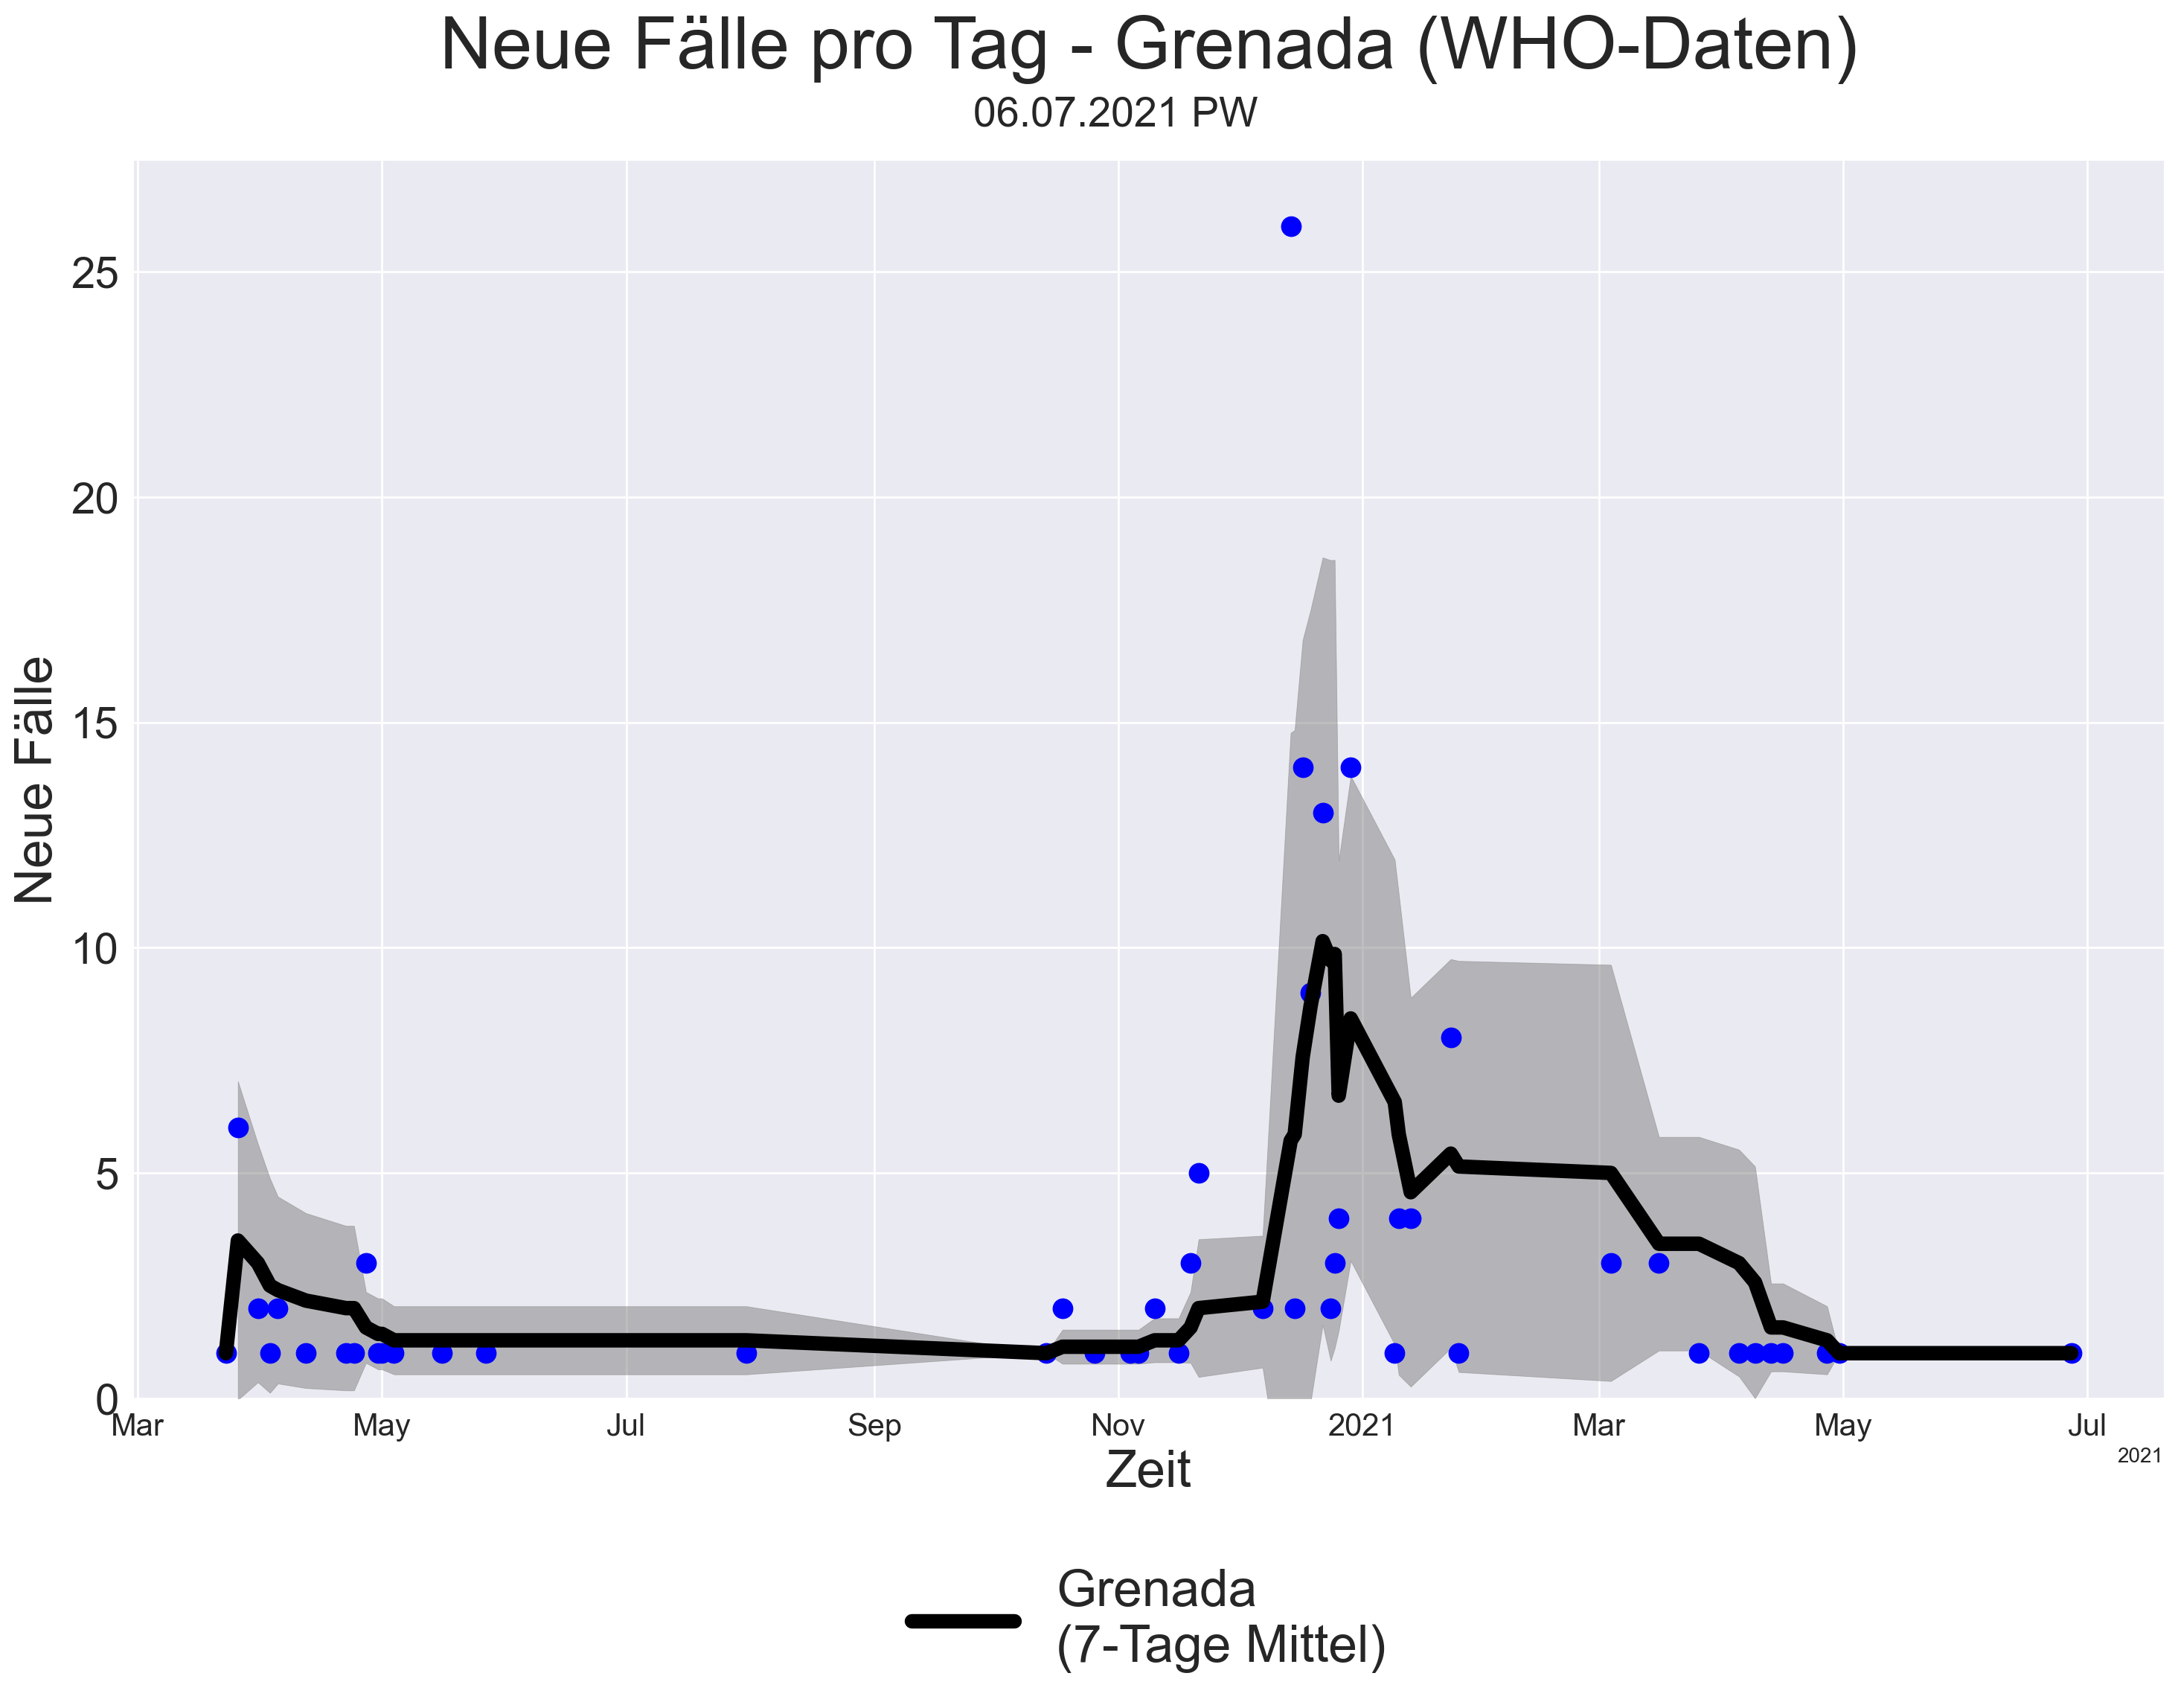 Neue Fälle pro Tag - Grenada (WHO-Daten)
06.07.2021 PW
Neue Fälle
25
20
15
10
5
0
Mar May Jul Sep Nov 2021 Mar May Jul
2021
Zeit
Grenada
(7-Tage Mittel)